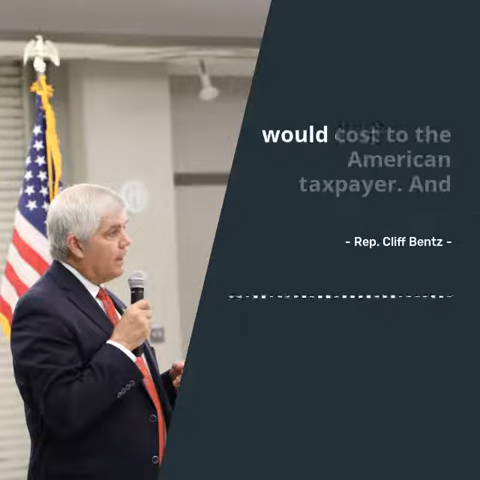 would cost to the
American
taxpayer. And
- Rep. Cliff Bentz -